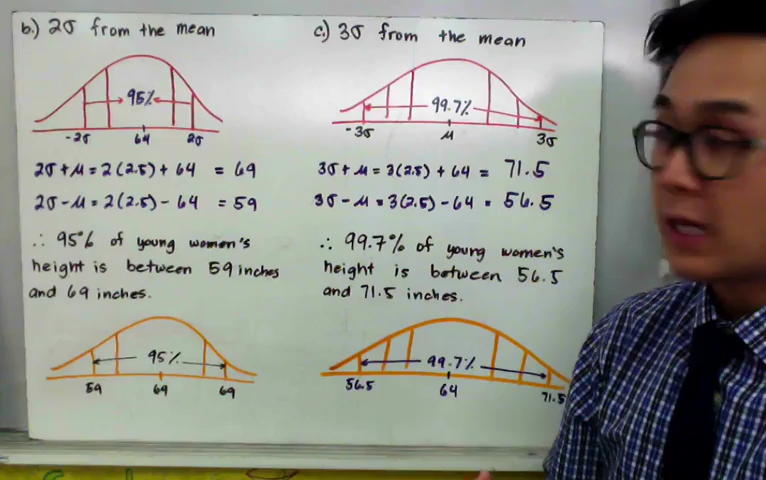 b.) 2σ from the mean
95%
-2σ 64 2σ
2σ + μ = 2(2.5) + 64 = 69
2σ - μ = 2(2.5) - 64 = 59
∴ 95% of young women's
height is between 59 inches
and 69 inches.
95%
59 69 69
c.) 3σ from the mean
99.7%
-3σ μ 3σ
3σ + μ = 3(2.5) + 64 = 71.5
3σ - μ = 3(2.5) - 64 = 56.5
∴ 99.7% of young women's
height is between 56.5
and 71.5 inches.
99.7%
56.5 64 71.5